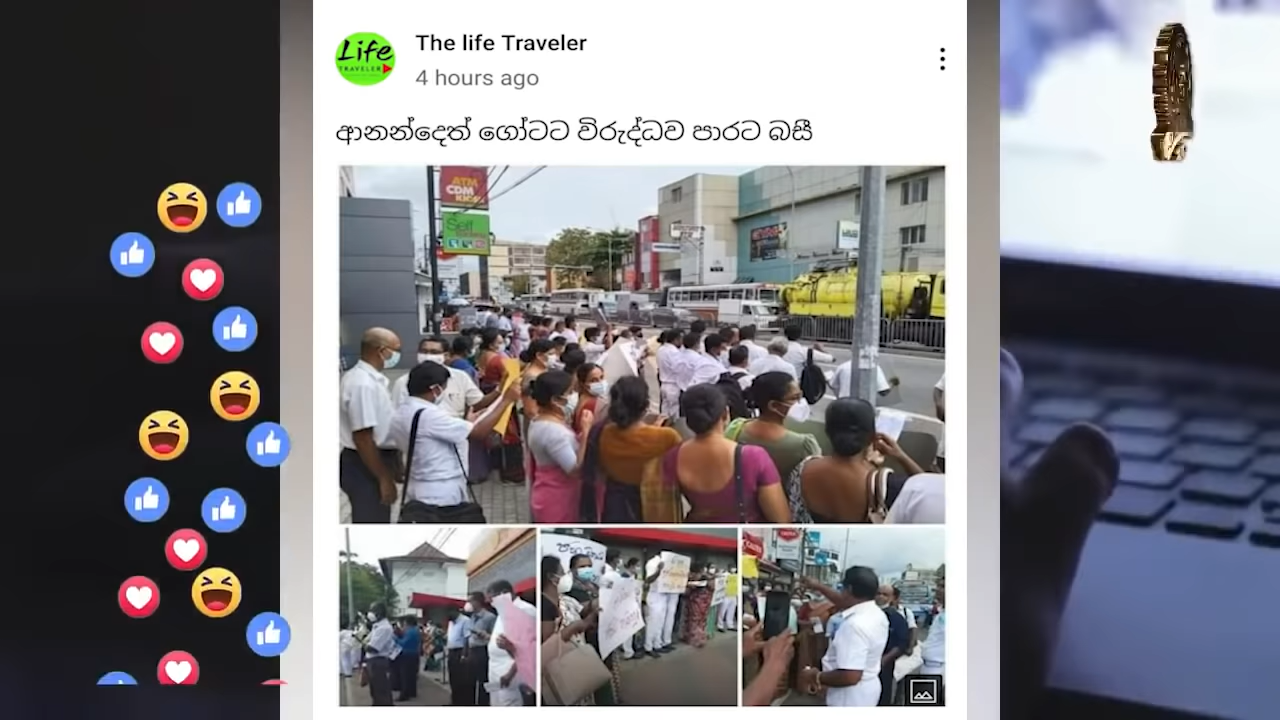 Life
TRAVELER
The life Traveler
4 hours ago
ආනන්දෙත් ගෝටට විරුද්ධව පාරට බසී
ATM
CDM
Self